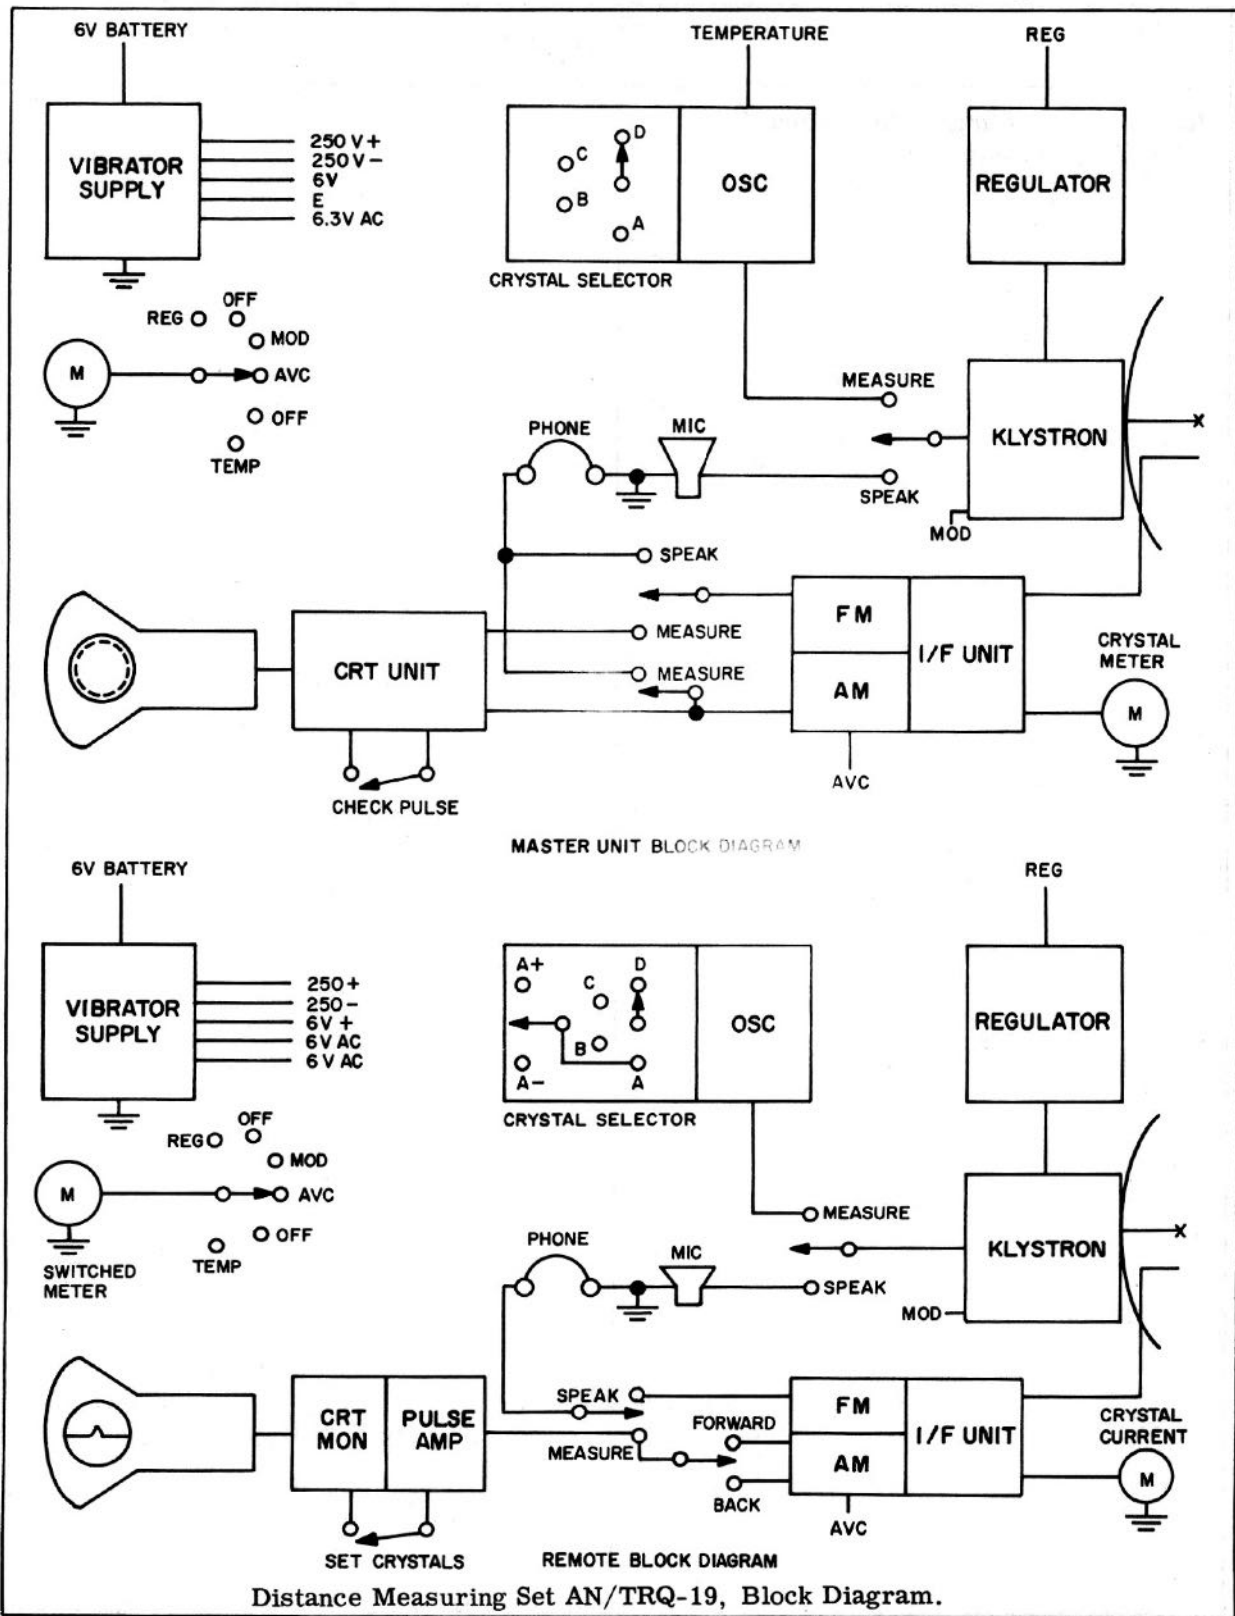 6V BATTERY
TEMPERATURE
REG
VIBRATOR
SUPPLY
250 V +
250 V -
6V
E
6.3V AC
D
C
B
A
OSC
REGULATOR
CRYSTAL SELECTOR
REG
OFF
MOD
AVC
OFF
TEMP
M
MEASURE
KLYSTRON
PHONE
MIC
SPEAK
MOD
SPEAK
FM
MEASURE
I/F UNIT
CRYSTAL
METER
CRT UNIT
MEASURE
AM
M
AVC
CHECK PULSE
MASTER UNIT BLOCK DIAGRAM
6V BATTERY
REG
VIBRATOR
SUPPLY
250 +
250 -
6V +
6V AC
6V AC
A+
D
C
B
A-
A
OSC
REGULATOR
CRYSTAL SELECTOR
REG
OFF
MOD
AVC
OFF
TEMP
M
SWITCHED
METER
MEASURE
KLYSTRON
PHONE
MIC
SPEAK
MOD
SPEAK
FM
CRT
MON
PULSE
AMP
FORWARD
I/F UNIT
CRYSTAL
CURRENT
MEASURE
AM
M
BACK
AVC
SET CRYSTALS
REMOTE BLOCK DIAGRAM
Distance Measuring Set AN/TRQ-19, Block Diagram.